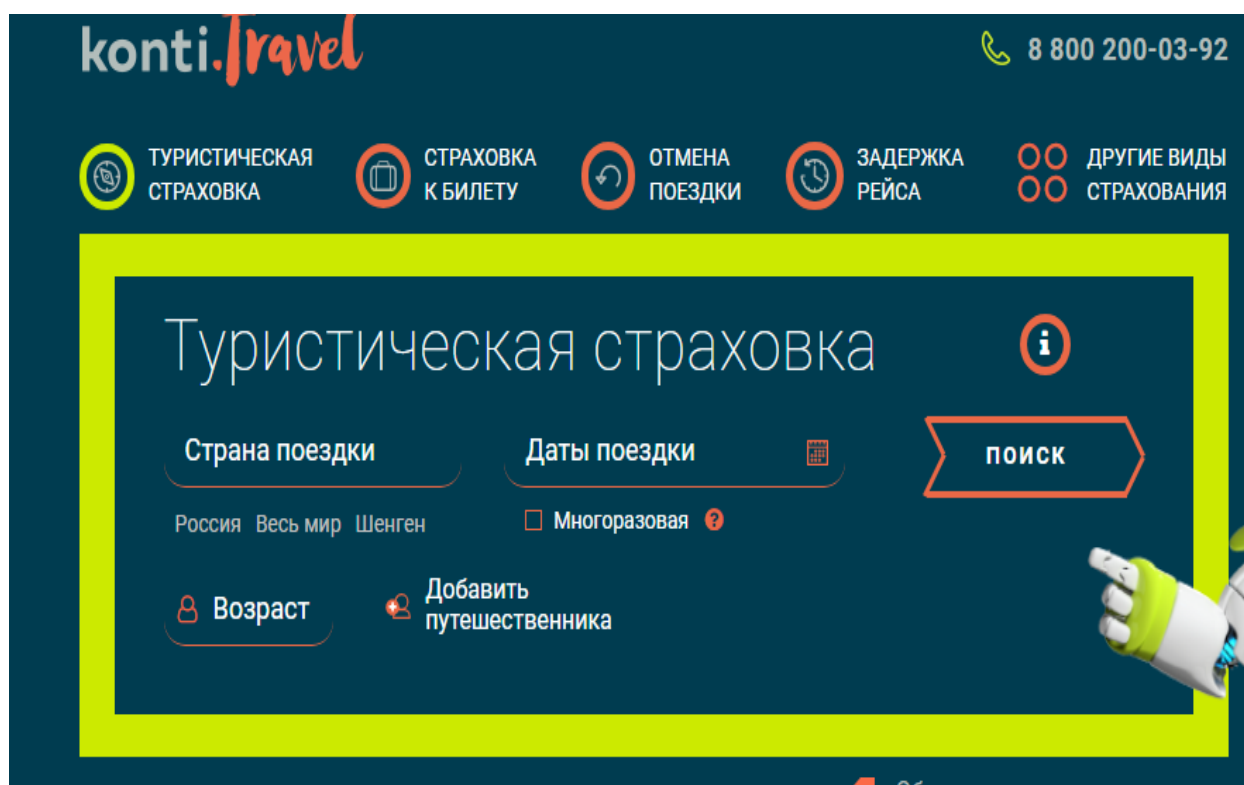 konti.Travel
8 800 200-03-92
ТУРИСТИЧЕСКАЯ
СТРАХОВКА
СТРАХОВКА
К БИЛЕТУ
ОТМЕНА
ПОЕЗДКИ
ЗАДЕРЖКА
РЕЙСА
ДРУГИЕ ВИДЫ
СТРАХОВАНИЯ
Туристическая страховка
Страна поездки
Даты поездки
ПОИСК
Россия Весь мир Шенген
Многоразовая ?
Возраст
Добавить
путешественника